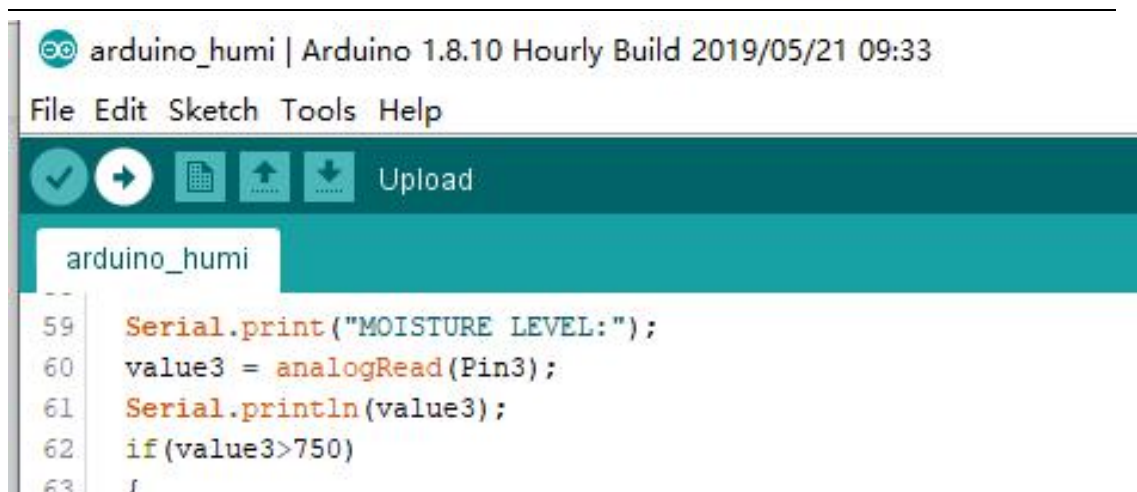 arduino_humi | Arduino 1.8.10 Hourly Build 2019/05/21 09:33
File Edit Sketch Tools Help
Upload
arduino_humi
59 Serial.print("MOISTURE LEVEL:");
60 value3 = analogRead(Pin3);
61 Serial.println(value3);
62 if(value3>750)
63 {